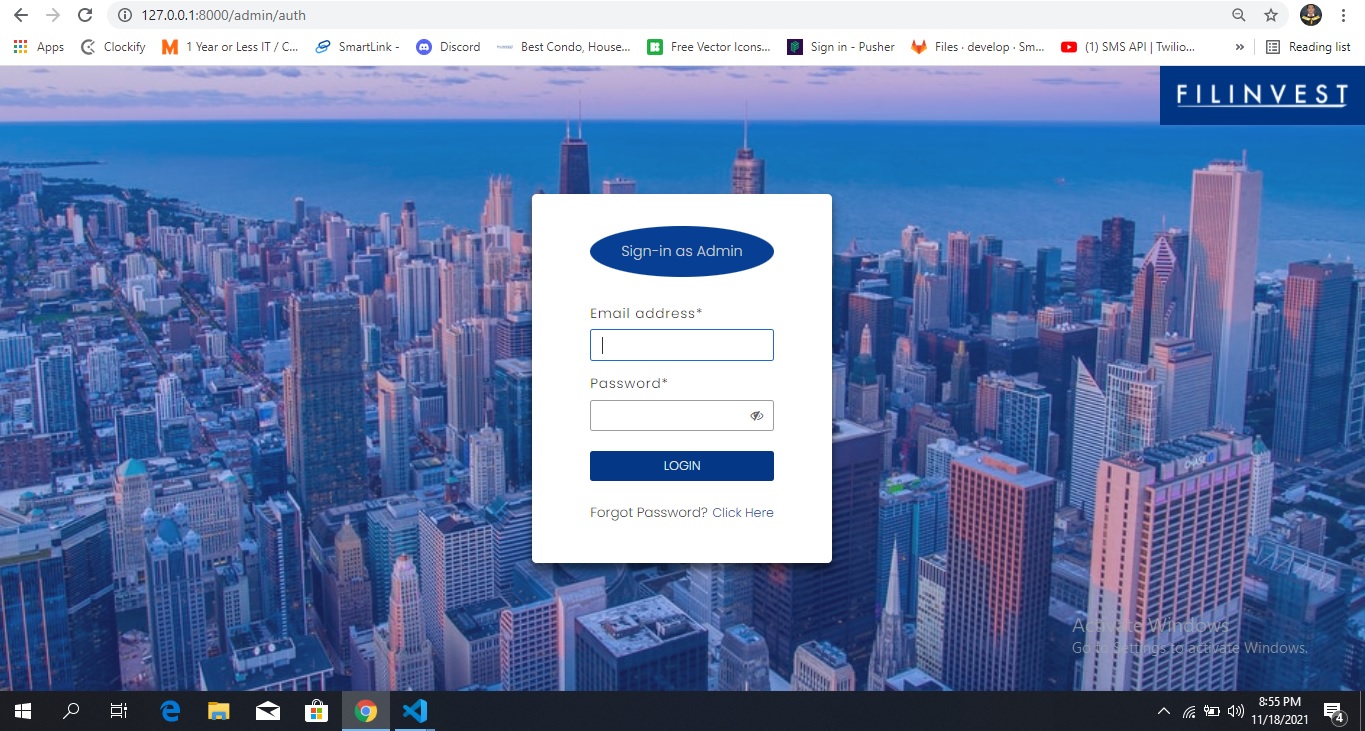 127.0.0.1:8000/admin/auth
Apps
Clockify
1 Year or Less IT / C...
SmartLink -
Discord
Best Condo, House...
Free Vector Icons...
Sign in - Pusher
Files · develop · Sm...
(1) SMS API | Twilio...
»
Reading list
FILINVEST
Sign-in as Admin
Email address*
Password*
LOGIN
Forgot Password? Click Here
Activate Windows
Go to Settings to activate Windows.
8:55 PM
11/18/2021
4